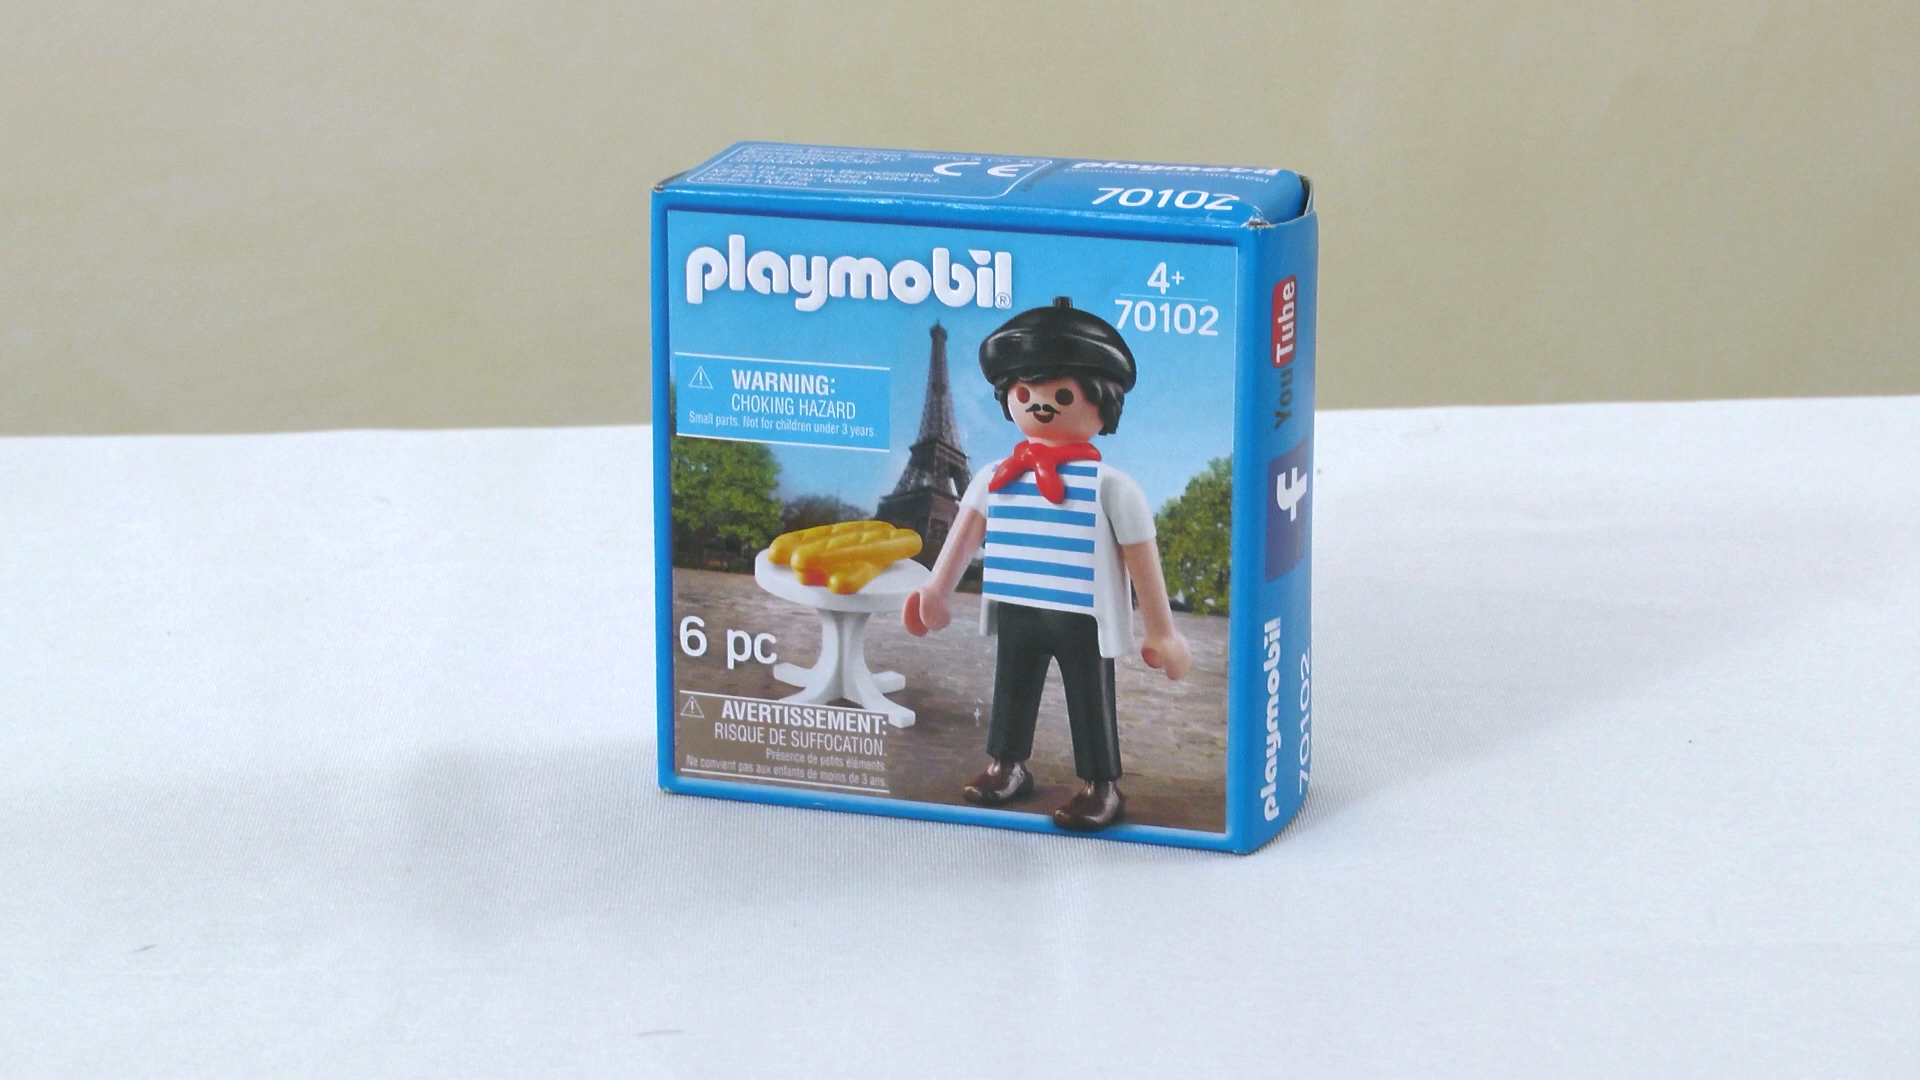 CE
playmobil
70102
playmobil®
4+
70102
WARNING:
CHOKING HAZARD
Small parts. Not for children under 3 years.
6 pc
AVERTISSEMENT:
RISQUE DE SUFFOCATION.
Présence de petits éléments.
Ne convient pas aux enfants de moins de 3 ans.
YouTube
f
playmobil
70102